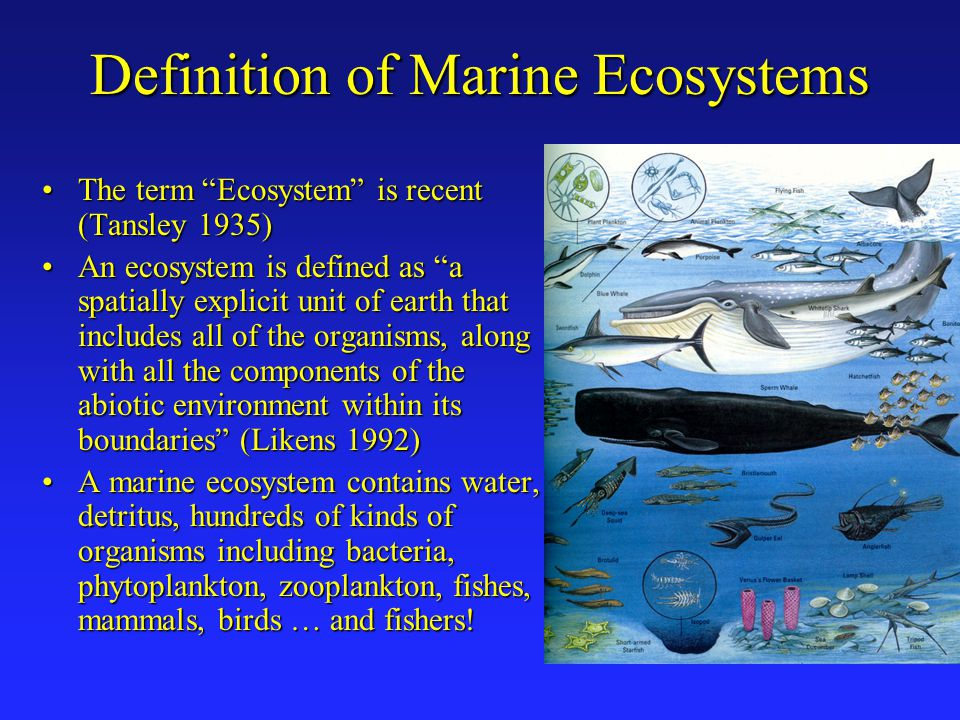 Definition of Marine Ecosystems
• The term “Ecosystem” is recent
(Tansley 1935)
• An ecosystem is defined as “a
spatially explicit unit of earth that
includes all of the organisms, along
with all the components of the
abiotic environment within its
boundaries” (Likens 1992)
• A marine ecosystem contains water,
detritus, hundreds of kinds of
organisms including bacteria,
phytoplankton, zooplankton, fishes,
mammals, birds … and fishers!
Flying Fish
Plant Plankton
Animal Plankton
Albacore
Porpoise
Dolphin
Blue Whale
Whitetip Shark
Swordfish
Bonito
Hatchetfish
Sperm Whale
Bristlemouth
Deep-sea
Squid
Gulper Eel
Anglerfish
Brotulid
Venus's Flower Basket
Lamp Shell
Isopod
Short-armed
Starfish
Sea
Cucumber
Tripod
Fish